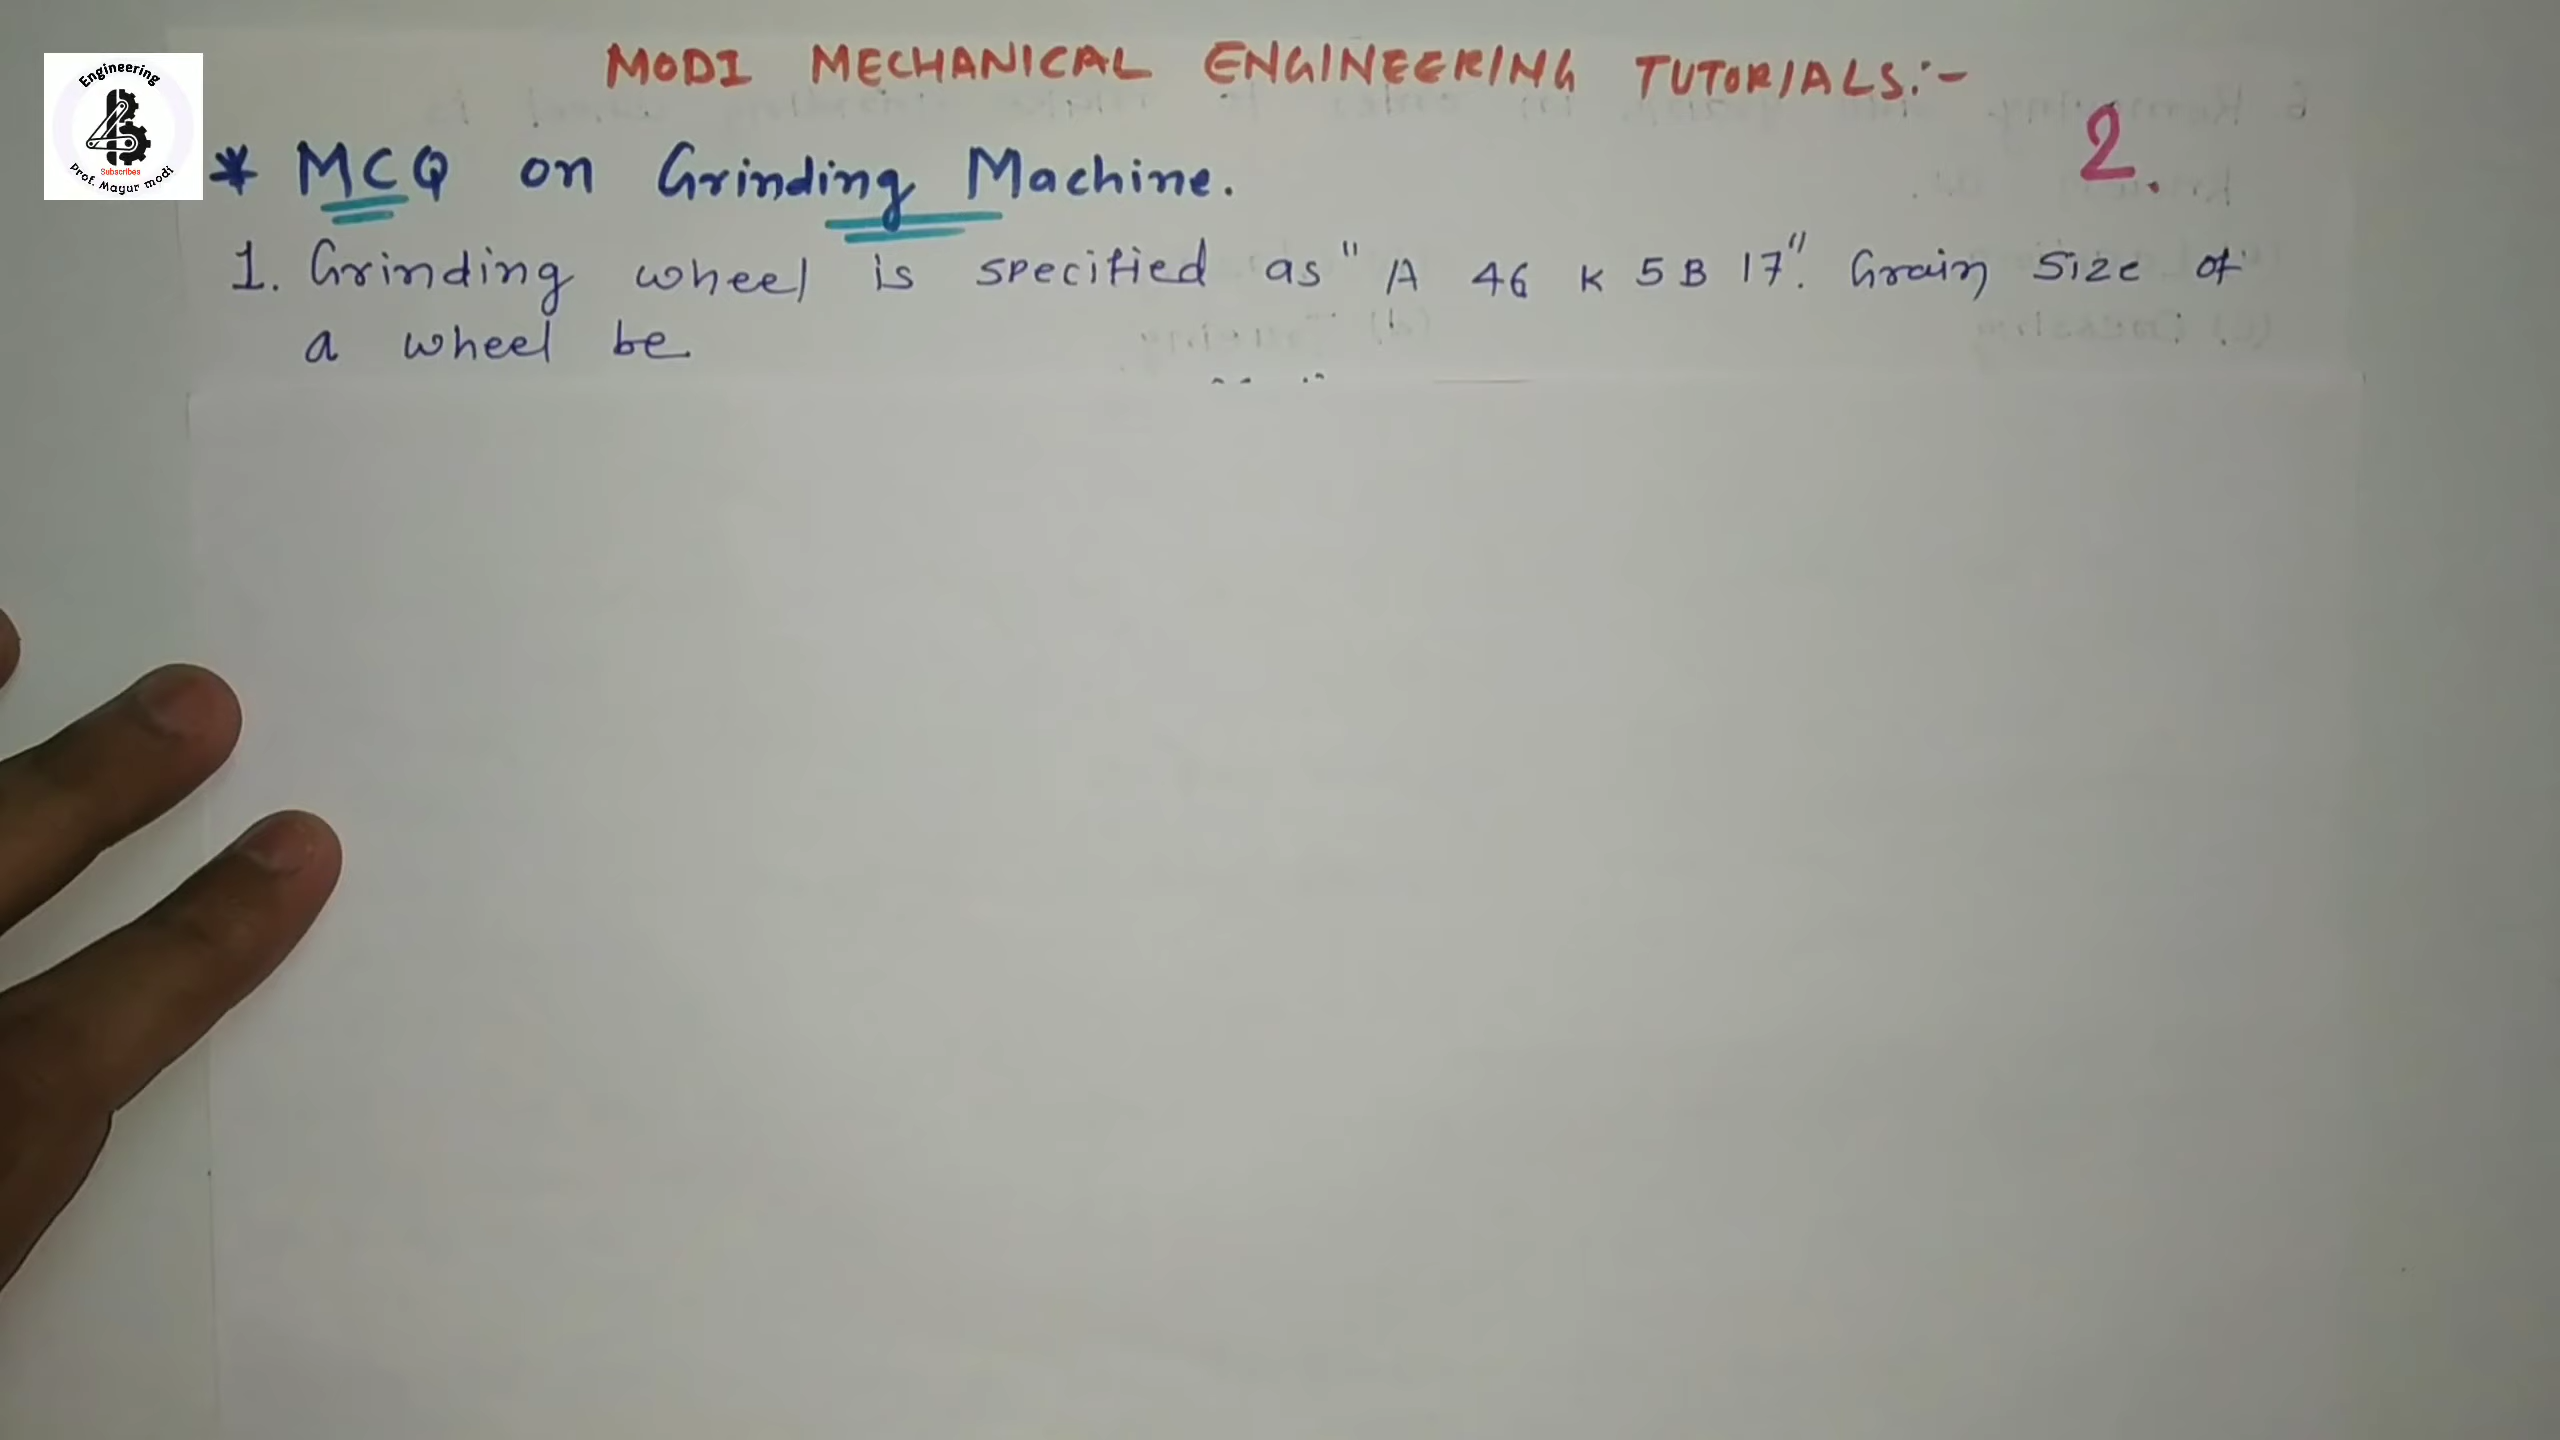 Engineering
Subscribes
Prof. Mayur modi
MODI MECHANICAL ENGINEERING TUTORIALS:-
2.
* MCQ on Grinding Machine.
1. Grinding wheel is specified as "A 46 K 5 B 17". Grain Size of
a wheel be